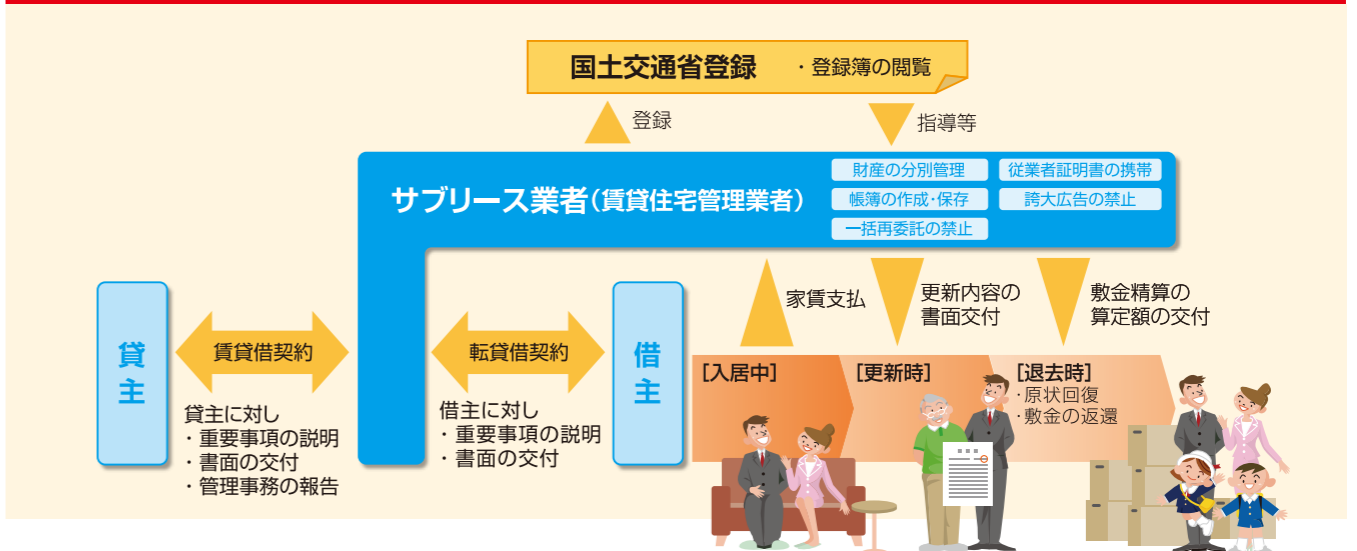 国土交通省登録 ・登録簿の閲覧
登録
指導等
サブリース業者（賃貸住宅管理業者）
財産の分別管理
従業者証明書の携帯
帳簿の作成・保存
誇大広告の禁止
一括再委託の禁止
貸主
賃貸借契約
貸主に対し
・重要事項の説明
・書面の交付
・管理事務の報告
転貸借契約
借主に対し
・重要事項の説明
・書面の交付
借主
家賃支払
更新内容の
書面交付
敷金精算の
算定額の交付
［入居中］
［更新時］
［退去時］
・原状回復
・敷金の返還